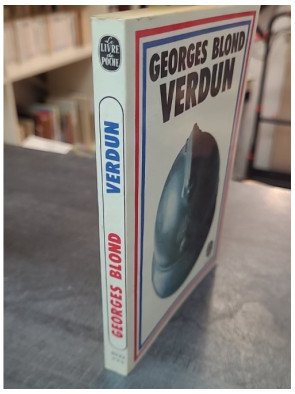 Le
LIVRE
de
POCHE
GEORGES BLOND VERDUN
GEORGES BLOND
VERDUN